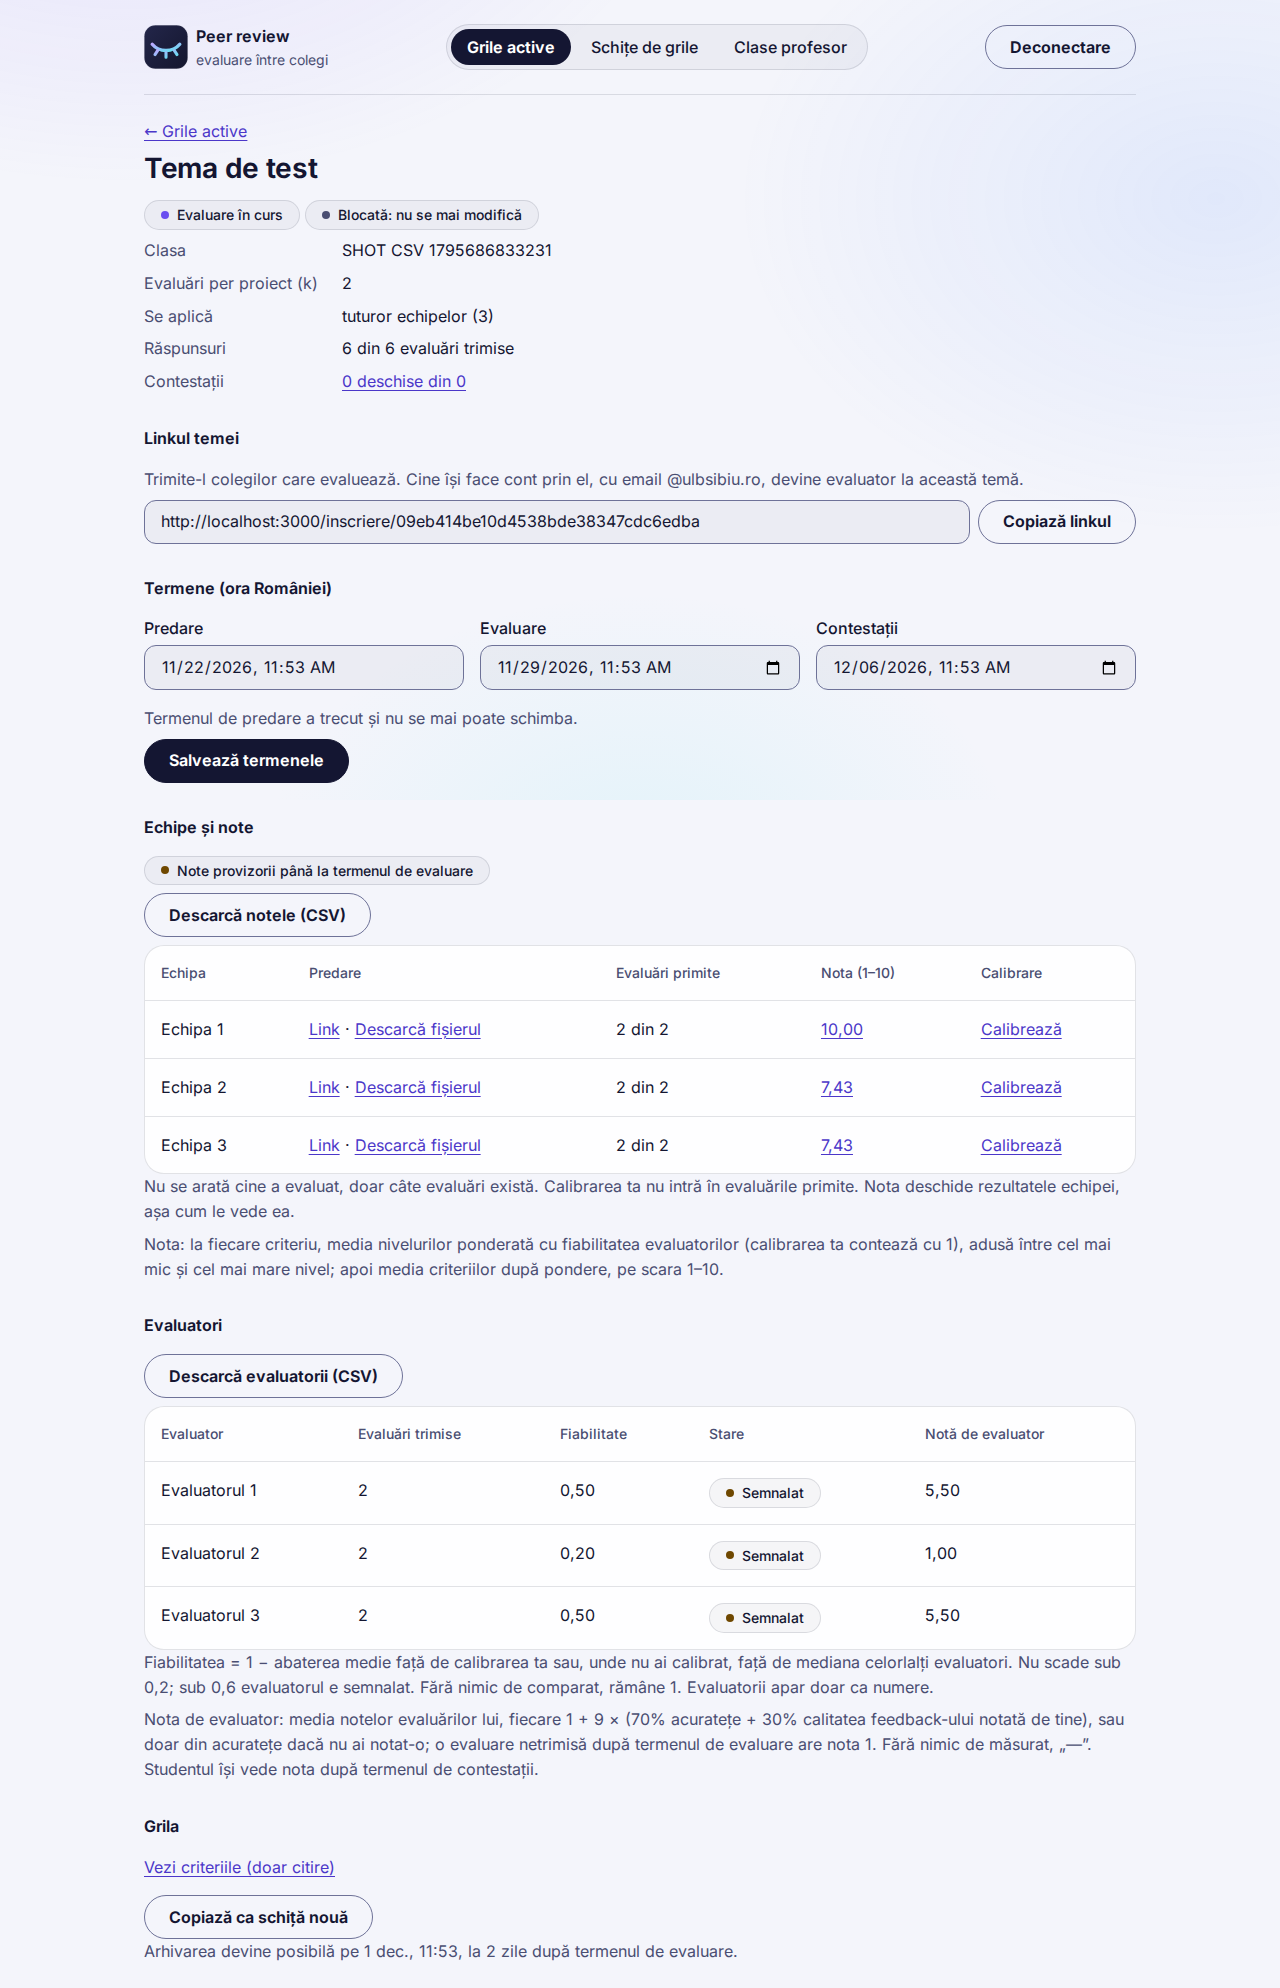 Peer review
evaluare între colegi
Grile active
Schițe de grile
Clase profesor
Deconectare
← Grile active
Tema de test
Evaluare în curs
Blocată: nu se mai modifică
Clasa SHOT CSV 1795686833231
Evaluări per proiect (k) 2
Se aplică tuturor echipelor (3)
Răspunsuri 6 din 6 evaluări trimise
Contestații 0 deschise din 0
Linkul temei
Trimite-l colegilor care evaluează. Cine își face cont prin el, cu email @ulbsibiu.ro, devine evaluator la această temă.
http://localhost:3000/inscriere/09eb414be10d4538bde38347cdc6edba
Copiază linkul
Termene (ora României)
Predare Evaluare Contestații
11/22/2026, 11:53 AM 11/29/2026, 11:53 AM 12/06/2026, 11:53 AM
Termenul de predare a trecut și nu se mai poate schimba.
Salvează termenele
Echipe și note
Note provizorii până la termenul de evaluare
Descarcă notele (CSV)
Echipa Predare Evaluări primite Nota (1–10) Calibrare
Echipa 1 Link · Descarcă fișierul 2 din 2 10,00 Calibrează
Echipa 2 Link · Descarcă fișierul 2 din 2 7,43 Calibrează
Echipa 3 Link · Descarcă fișierul 2 din 2 7,43 Calibrează
Nu se arată cine a evaluat, doar câte evaluări există. Calibrarea ta nu intră în evaluările primite. Nota deschide rezultatele echipei,
așa cum le vede ea.
Nota: la fiecare criteriu, media nivelurilor ponderată cu fiabilitatea evaluatorilor (calibrarea ta contează cu 1), adusă între cel mai
mic și cel mai mare nivel; apoi media criteriilor după pondere, pe scara 1–10.
Evaluatori
Descarcă evaluatorii (CSV)
Evaluator Evaluări trimise Fiabilitate Stare Notă de evaluator
Evaluatorul 1 2 0,50 Semnalat 5,50
Evaluatorul 2 2 0,20 Semnalat 1,00
Evaluatorul 3 2 0,50 Semnalat 5,50
Fiabilitatea = 1 − abaterea medie față de calibrarea ta sau, unde nu ai calibrat, față de mediana celorlalți evaluatori. Nu scade sub
0,2; sub 0,6 evaluatorul e semnalat. Fără nimic de comparat, rămâne 1. Evaluatorii apar doar ca numere.
Nota de evaluator: media notelor evaluărilor lui, fiecare 1 + 9 × (70% acuratețe + 30% calitatea feedback-ului notată de tine), sau
doar din acuratețe dacă nu ai notat-o; o evaluare netrimisă după termenul de evaluare are nota 1. Fără nimic de măsurat, „—”.
Studentul își vede nota după termenul de contestații.
Grila
Vezi criteriile (doar citire)
Copiază ca schiță nouă
Arhivarea devine posibilă pe 1 dec., 11:53, la 2 zile după termenul de evaluare.